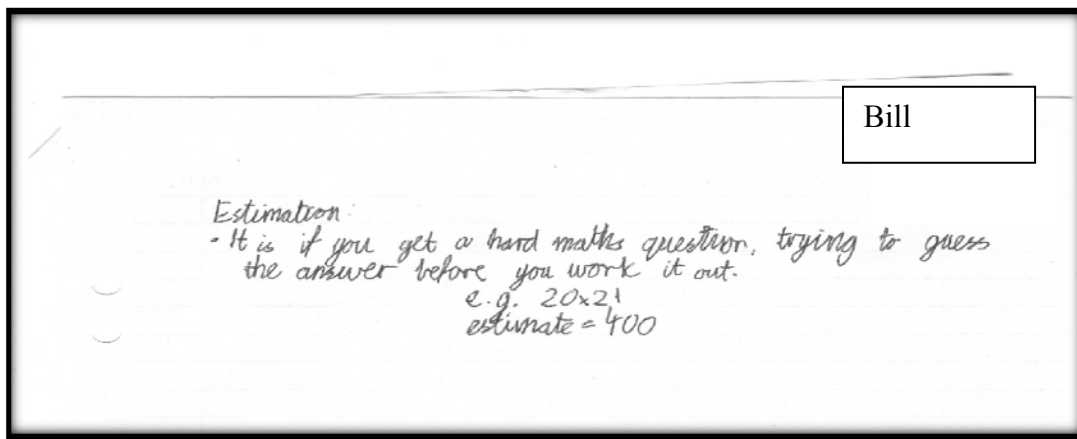 Bill
Estimation:
• It is if you get a hard maths question, trying to guess
the answer before you work it out.
e.g. 20x21
estimate = 400